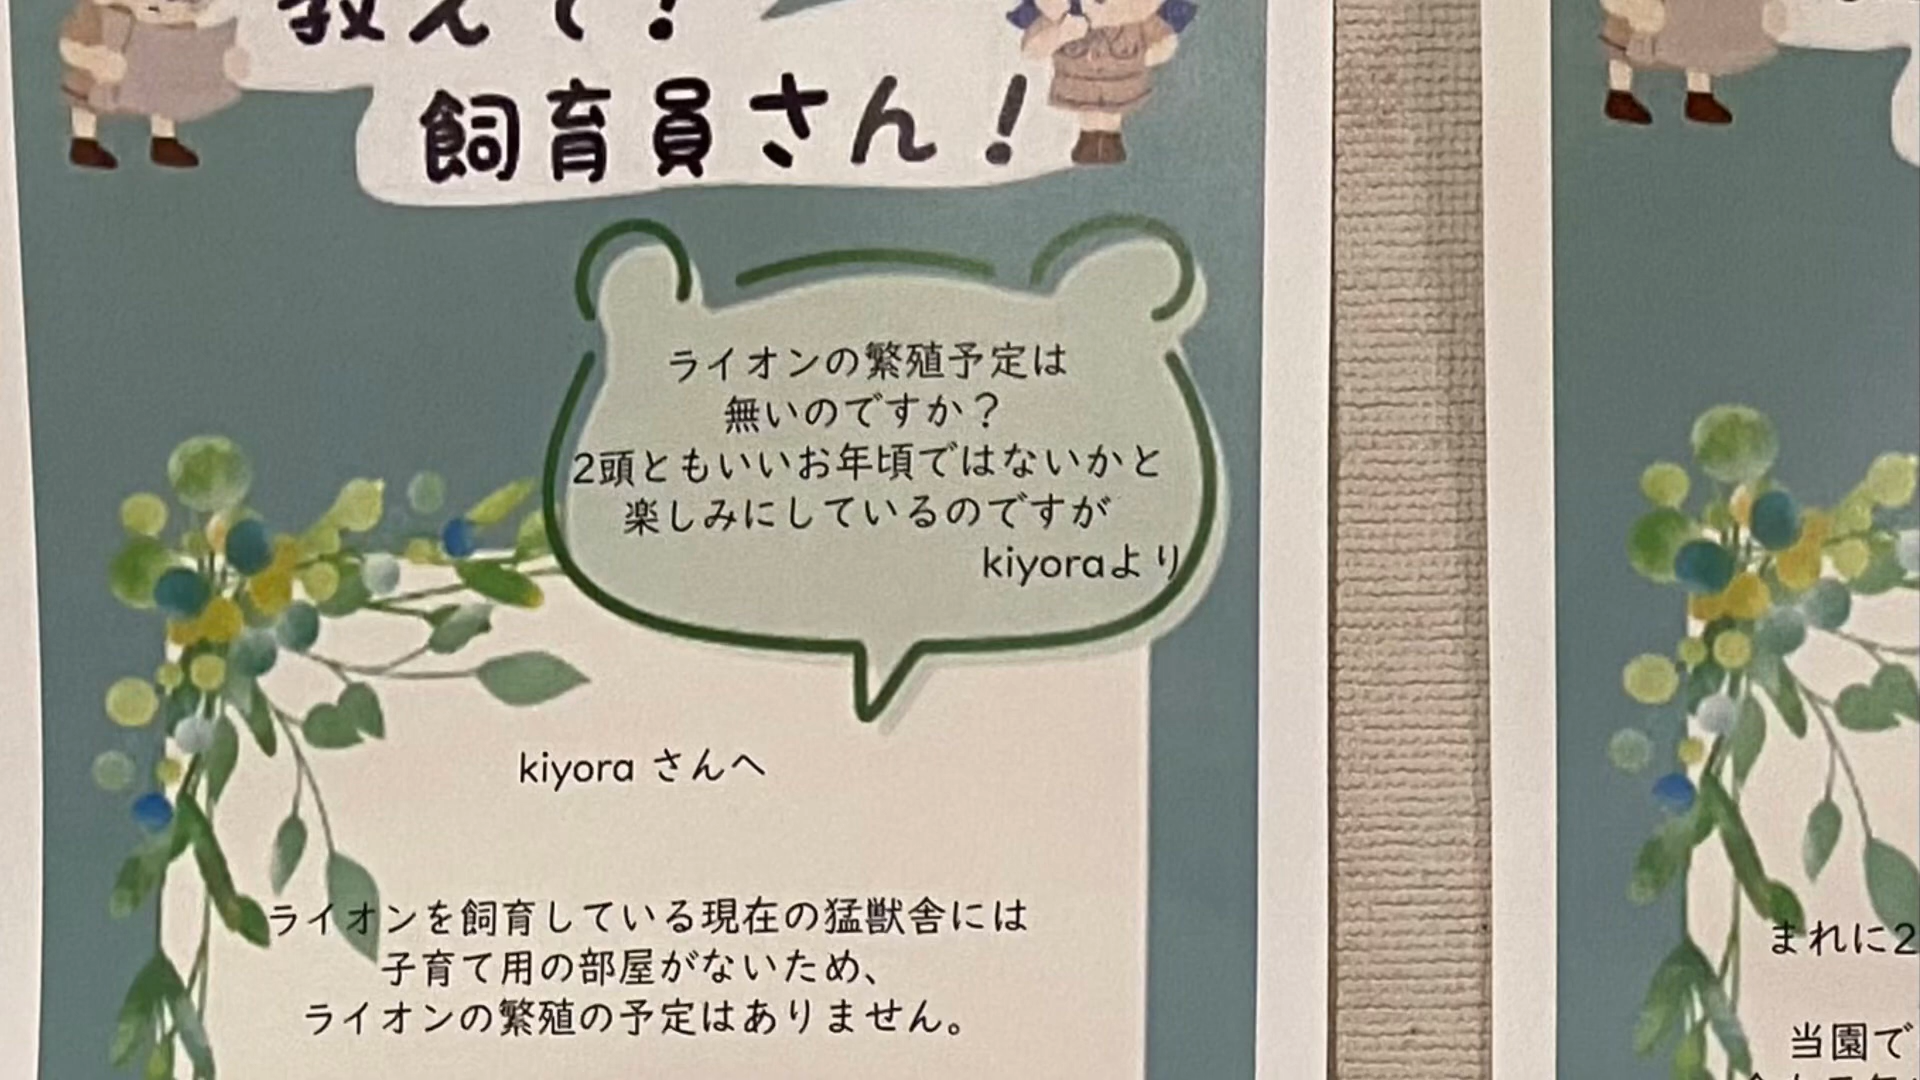 教えて！
飼育員さん！
ライオンの繁殖予定は
無いのですか？
2頭ともいいお年頃ではないかと
楽しみにしているのですが
kiyoraより
kiyora さんへ
ライオンを飼育している現在の猛獣舎には
子育て用の部屋がないため、
ライオンの繁殖の予定はありません。
まれに2
当園で